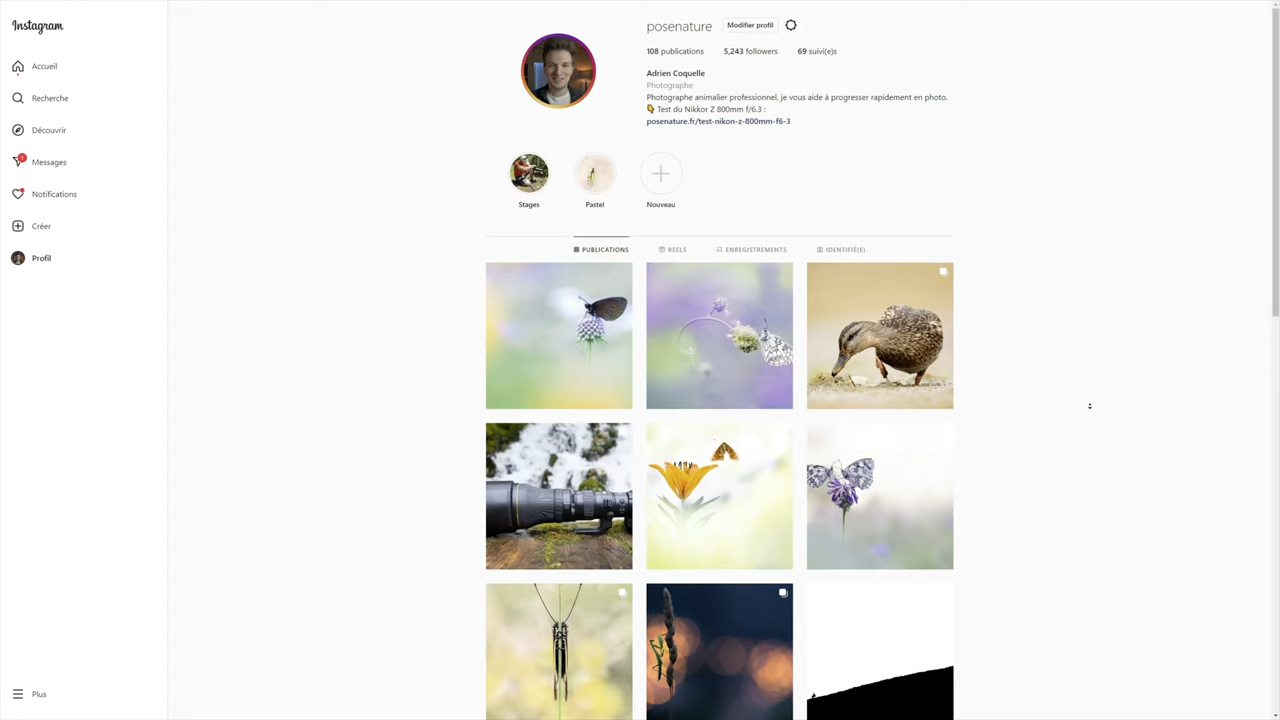 Instagram
Accueil
Recherche
Découvrir
1
Messages
Notifications
Créer
Profil
Plus
posenature
Modifier profil
108 publications
5,243 followers
69 suivi(e)s
Adrien Coquelle
Photographe
Photographe animalier professionnel, je vous aide à progresser rapidement en photo.
Test du Nikkor Z 800mm f/6.3 :
posenature.fr/test-nikon-z-800mm-f6-3
Stages
Pastel
Nouveau
PUBLICATIONS
REELS
ENREGISTREMENTS
IDENTIFIÉ(E)